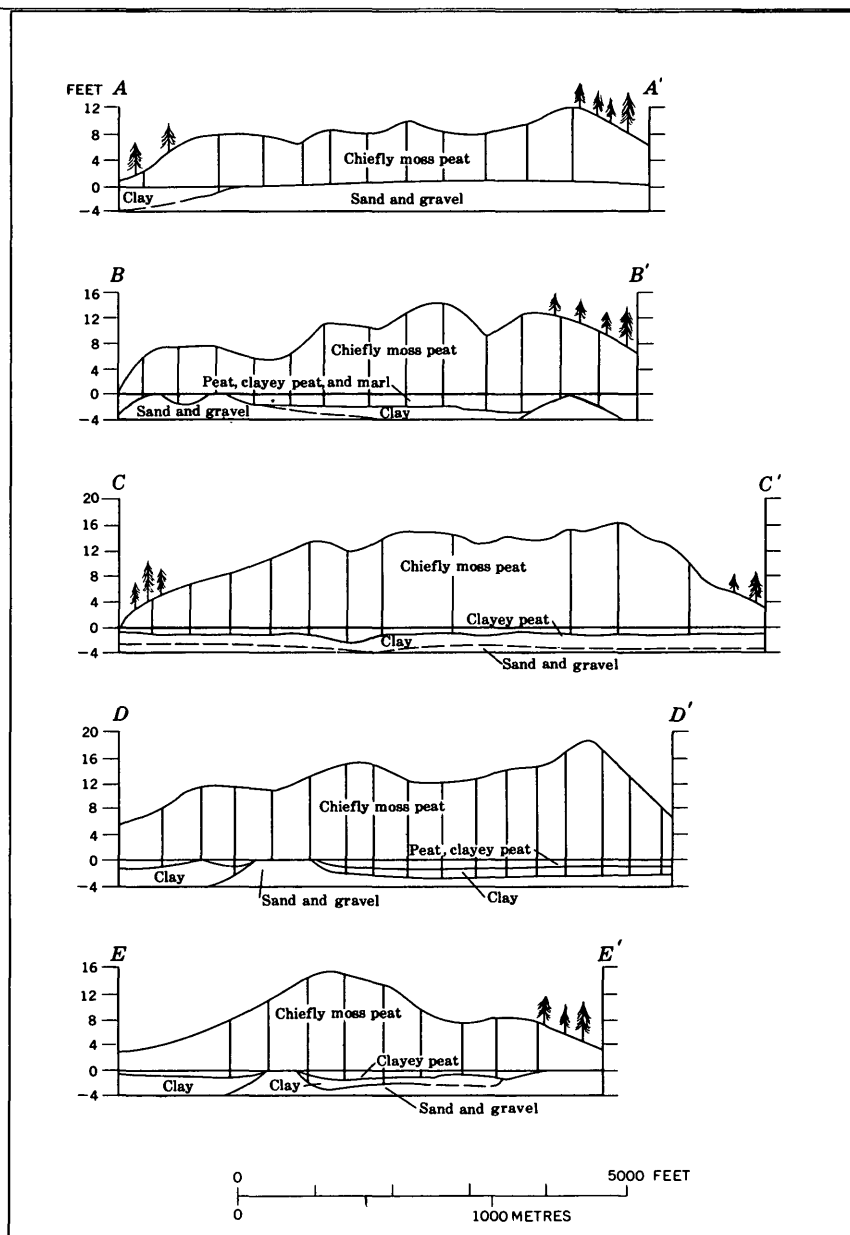 FEET A A'
12
8
4
0
−4
Chiefly moss peat
Clay
Sand and gravel
B B'
16
12
8
4
0
−4
Chiefly moss peat
Peat, clayey peat, and marl
Sand and gravel
Clay
C C'
20
16
12
8
4
0
−4
Chiefly moss peat
Clayey peat
Clay
Sand and gravel
D D'
20
16
12
8
4
0
−4
Chiefly moss peat
Peat, clayey peat
Clay
Sand and gravel
Clay
E E'
16
12
8
4
0
−4
Chiefly moss peat
Clayey peat
Clay
Clay
Sand and gravel
0 5000 FEET
0 1000 METRES